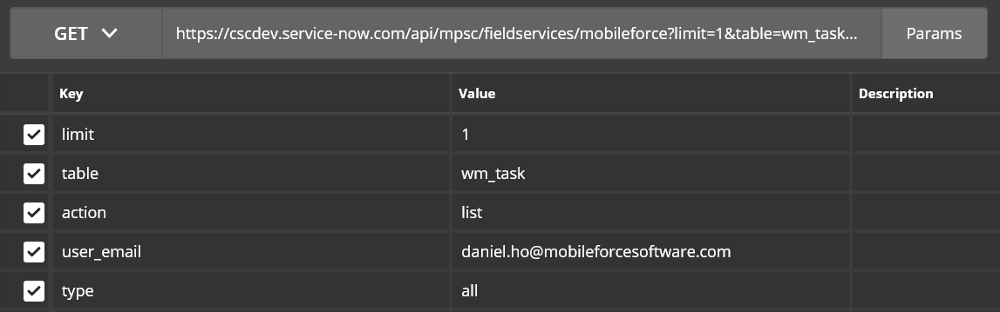 GET https://cscdev.service-now.com/api/mpsc/fieldservices/mobileforce?limit=1&table=wm_task... Params
Key Value Description
limit 1
table wm_task
action list
user_email daniel.ho@mobileforcesoftware.com
type all